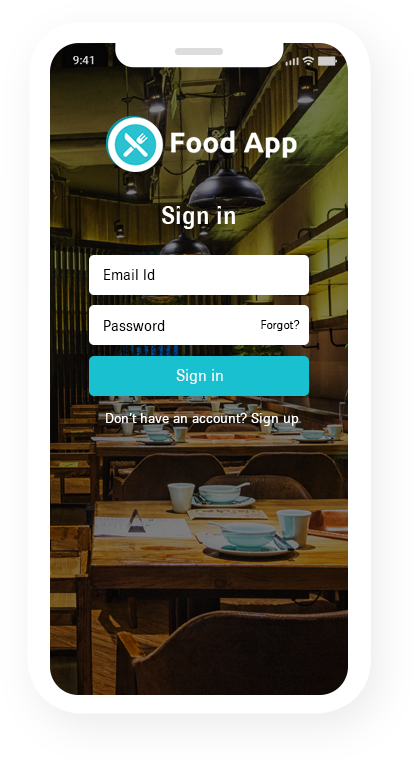 9:41
Food App
Sign in
Email Id
Password Forgot?
Sign in
Don't have an account? Sign up